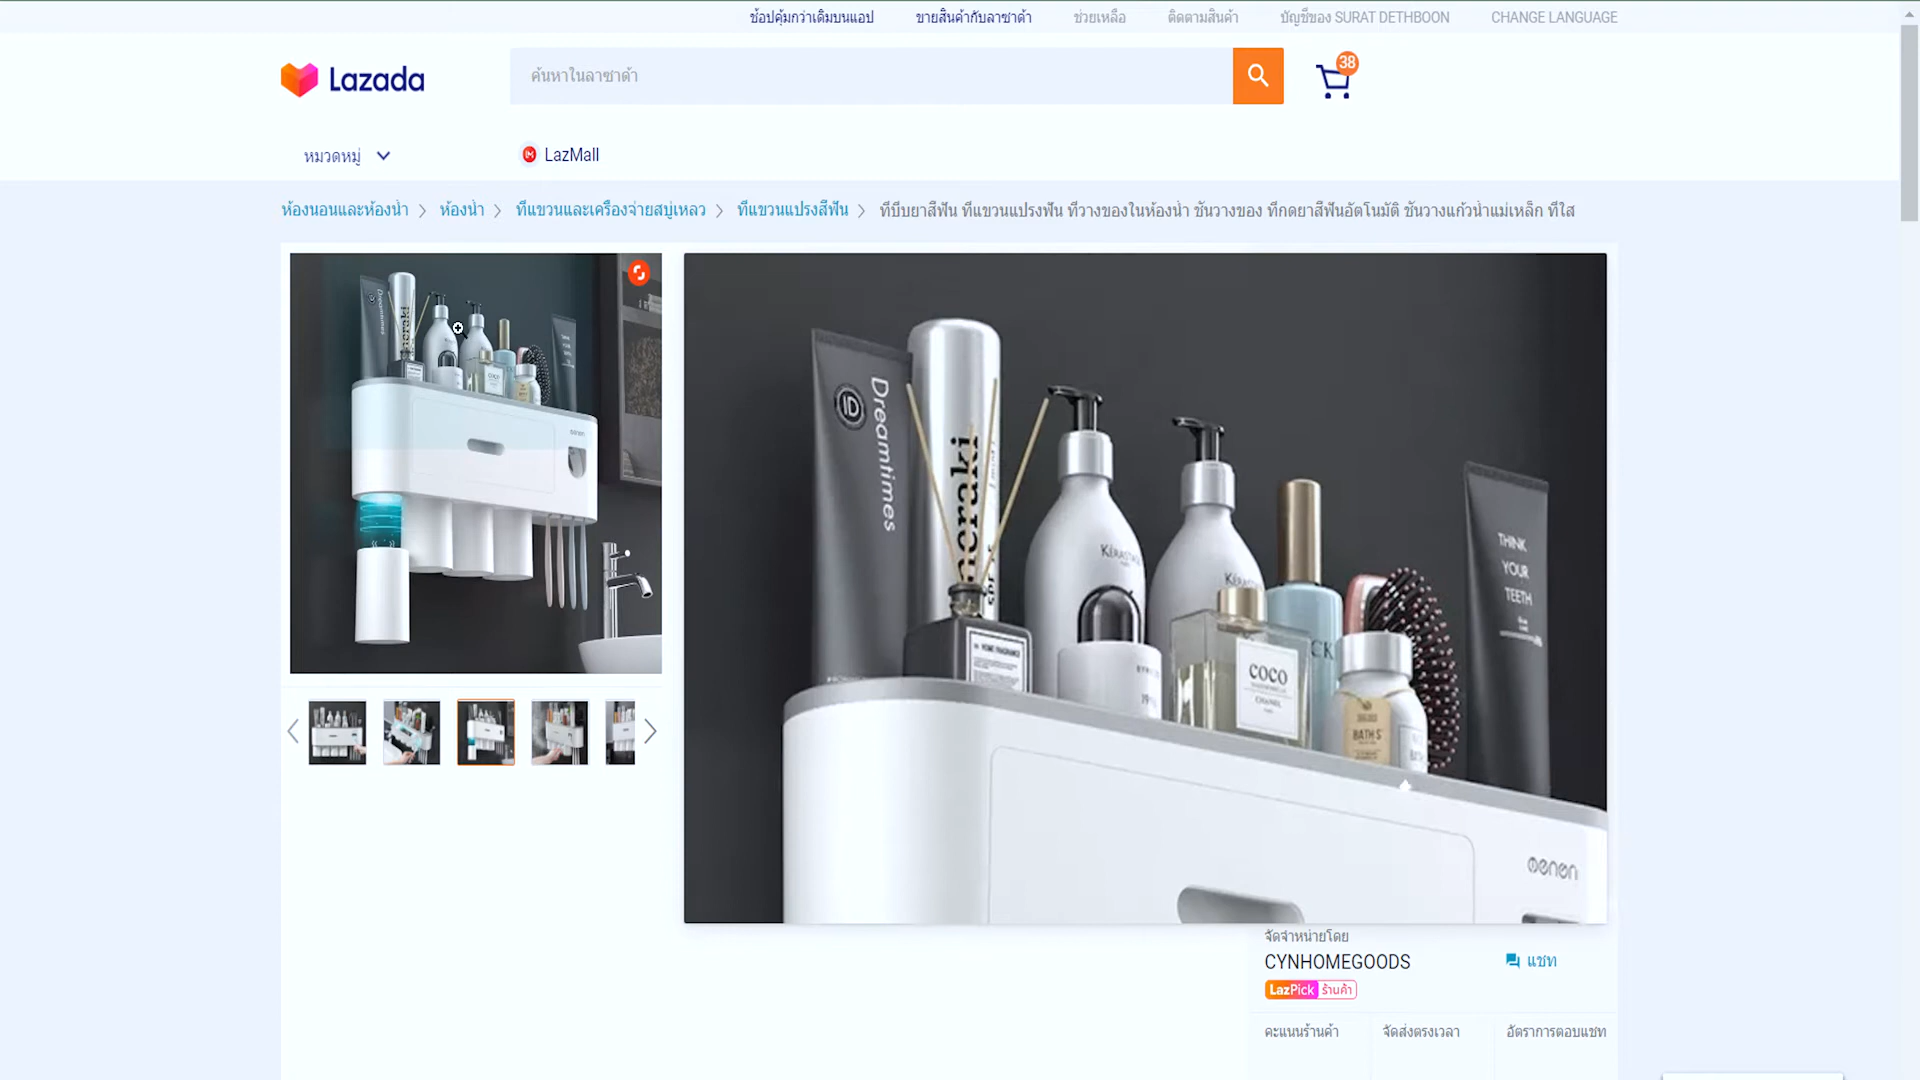 ช้อปคุ้มกว่าเดิมบนแอป ขายสินค้ากับลาซาด้า ช่วยเหลือ ติดตามสินค้า บัญชีของ SURAT DETHBOON CHANGE LANGUAGE
Lazada
ค้นหาในลาซาด้า
38
หมวดหมู่
LazMall
ห้องนอนและห้องน้ำ ห้องน้ำ ที่แขวนและเครื่องจ่ายสบู่เหลว ที่แขวนแปรงสีฟัน ที่บีบยาสีฟัน ที่แขวนแปรงฟัน ที่วางของในห้องน้ำ ชั้นวางของ ที่กดยาสีฟันอัตโนมัติ ชั้นวางแก้วน้ำแม่เหล็ก ที่ใส
Dreamtimes
meraki
KÉRASTASE
KÉRASTASE
HOME FRAGRANCE
COCO
CHANEL
BATH S
THINK
YOUR
TEETH
oenen
จัดจำหน่ายโดย
CYNHOMEGOODS
แชท
LazPick ร้านค้า
คะแนนร้านค้า จัดส่งตรงเวลา อัตราการตอบแชท